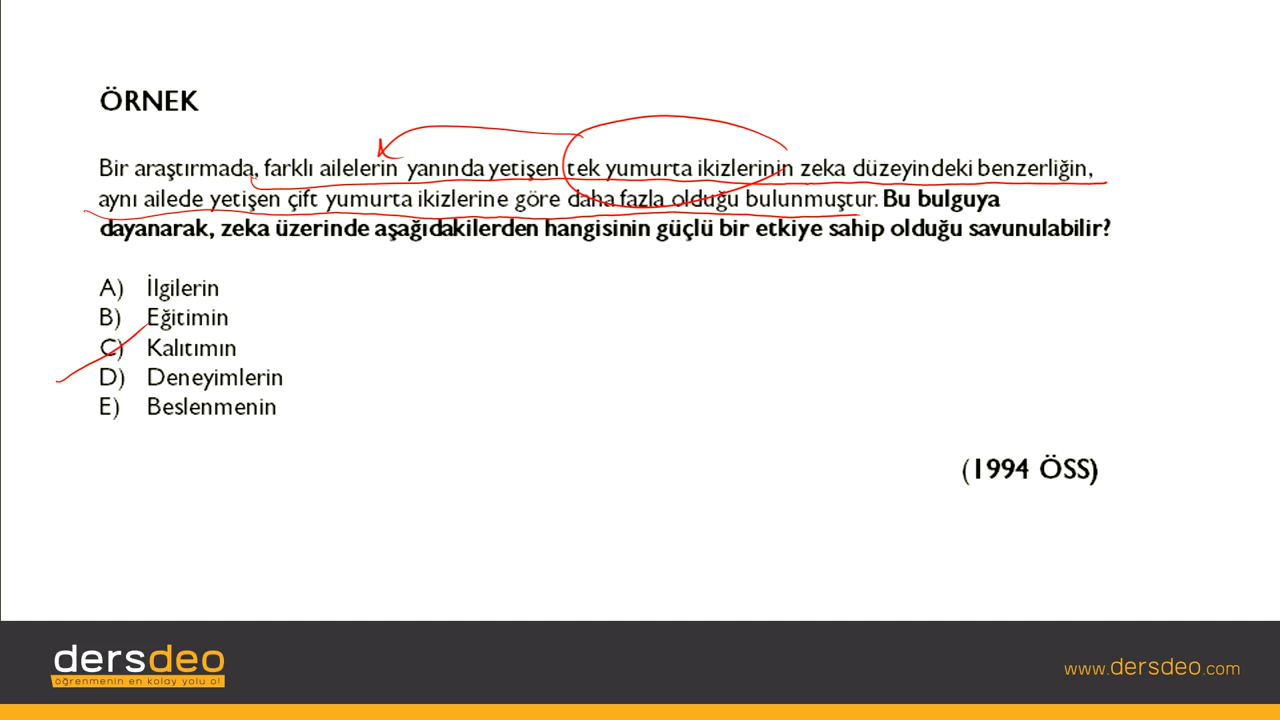 ÖRNEK
Bir araştırmada, farklı ailelerin yanında yetişen tek yumurta ikizlerinin zeka düzeyindeki benzerliğin,
aynı ailede yetişen çift yumurta ikizlerine göre daha fazla olduğu bulunmuştur. Bu bulguya
dayanarak, zeka üzerinde aşağıdakilerden hangisinin güçlü bir etkiye sahip olduğu savunulabilir?
A) İlgilerin
B) Eğitimin
C) Kalıtımın
D) Deneyimlerin
E) Beslenmenin
(1994 ÖSS)
dersdeo
öğrenmenin en kolay yolu o!
www.dersdeo.com